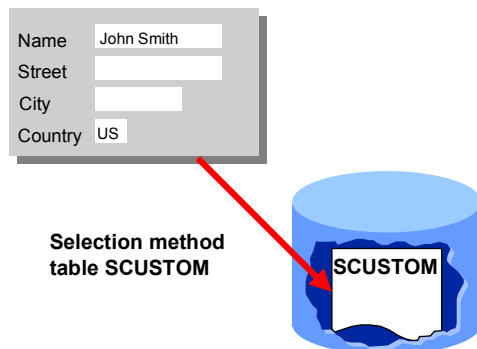 Name John Smith
Street
City
Country US
Selection method
table SCUSTOM
SCUSTOM